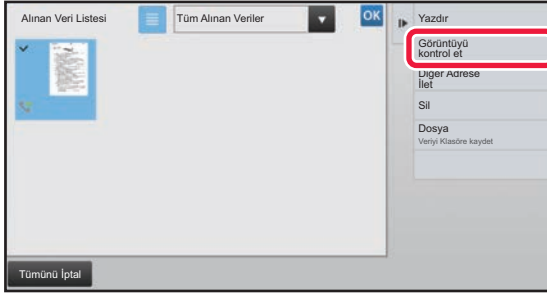 Alınan Veri Listesi
Tüm Alınan Veriler
OK
Yazdır
Görüntüyü
kontrol et
Diğer Adrese
İlet
Sil
Dosya
Veriyi Klasöre kaydet
Tümünü İptal